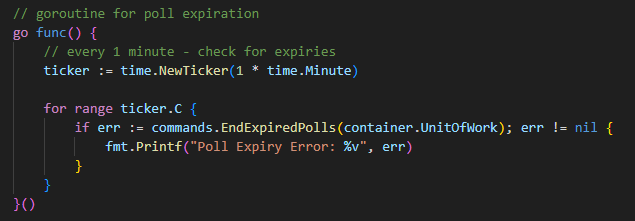 // goroutine for poll expiration
go func() {
    // every 1 minute - check for expiries
    ticker := time.NewTicker(1 * time.Minute)

    for range ticker.C {
        if err := commands.EndExpiredPolls(container.UnitOfWork); err != nil {
            fmt.Printf("Poll Expiry Error: %v", err)
        }
    }
}()